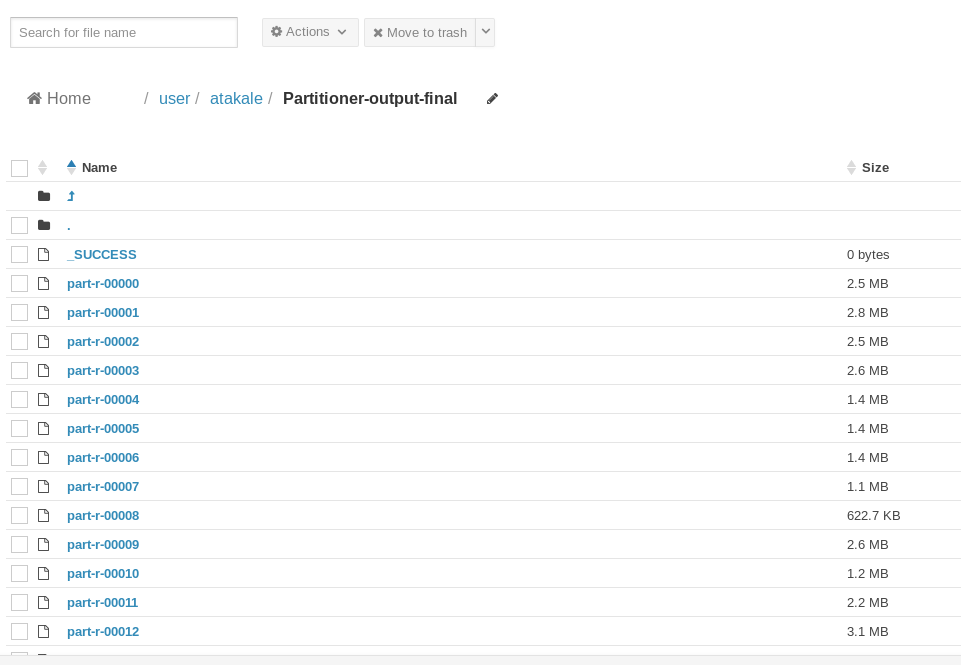 Search for file name Actions Move to trash
Home / user / atakale / Partitioner-output-final
Name Size
.
_SUCCESS 0 bytes
part-r-00000 2.5 MB
part-r-00001 2.8 MB
part-r-00002 2.5 MB
part-r-00003 2.6 MB
part-r-00004 1.4 MB
part-r-00005 1.4 MB
part-r-00006 1.4 MB
part-r-00007 1.1 MB
part-r-00008 622.7 KB
part-r-00009 2.6 MB
part-r-00010 1.2 MB
part-r-00011 2.2 MB
part-r-00012 3.1 MB